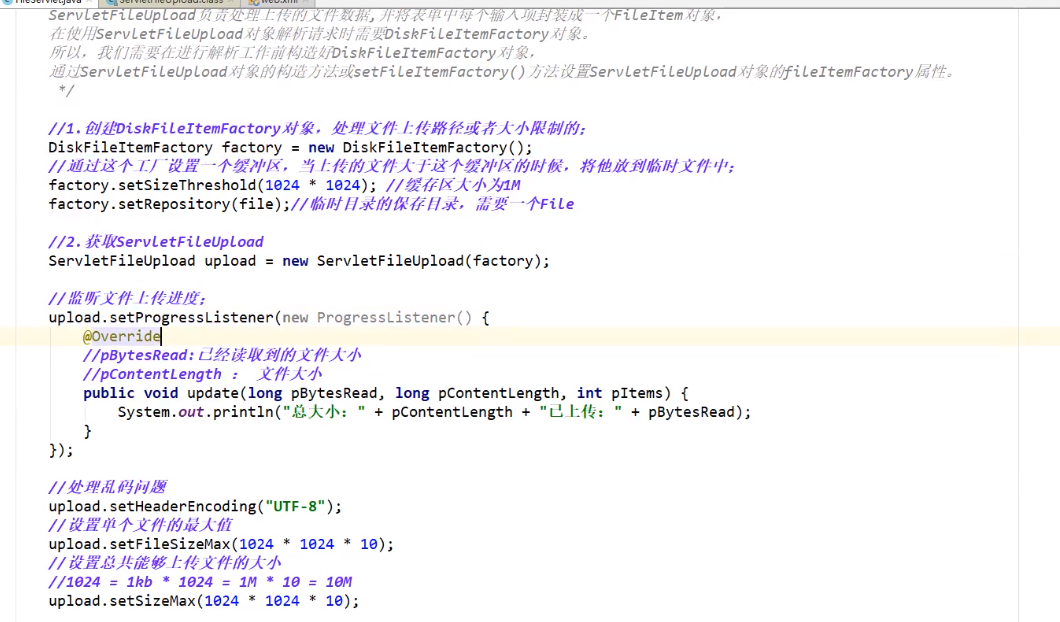 FileServlet.java ServletFileUpload.class web.xml
ServletFileUpload负责处理上传的文件数据,并将表单中每个输入项封装成一个FileItem对象,
在使用ServletFileUpload对象解析请求时需要DiskFileItemFactory对象。
所以, 我们需要在进行解析工作前构造好DiskFileItemFactory对象,
通过ServletFileUpload对象的构造方法或setFileItemFactory()方法设置ServletFileUpload对象的fileItemFactory属性。
*/
//1.创建DiskFileItemFactory对象, 处理文件上传路径或者大小限制的;
DiskFileItemFactory factory = new DiskFileItemFactory();
//通过这个工厂设置一个缓冲区, 当上传的文件大于这个缓冲区的时候, 将他放到临时文件中;
factory.setSizeThreshold(1024 * 1024); //缓存区大小为1M
factory.setRepository(file);//临时目录的保存目录, 需要一个File
//2.获取ServletFileUpload
ServletFileUpload upload = new ServletFileUpload(factory);
//监听文件上传进度;
upload.setProgressListener(new ProgressListener() {
@Override
//pBytesRead:已经读取到的文件大小
//pContentLength : 文件大小
public void update(long pBytesRead, long pContentLength, int pItems) {
System.out.println("总大小: " + pContentLength + "已上传: " + pBytesRead);
}
});
//处理乱码问题
upload.setHeaderEncoding("UTF-8");
//设置单个文件的最大值
upload.setFileSizeMax(1024 * 1024 * 10);
//设置总共能够上传文件的大小
//1024 = 1kb * 1024 = 1M * 10 = 10M
upload.setSizeMax(1024 * 1024 * 10);